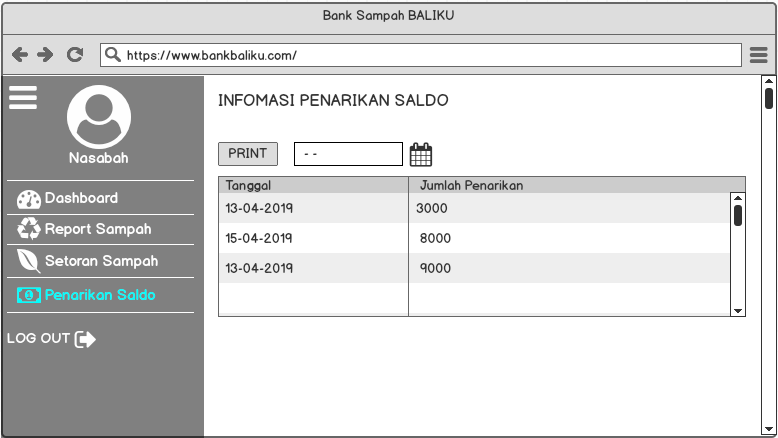 Bank Sampah BALIKU
https://www.bankbaliku.com/
Nasabah
Dashboard
Report Sampah
Setoran Sampah
Penarikan Saldo
LOG OUT
INFOMASI PENARIKAN SALDO
PRINT - -
Tanggal Jumlah Penarikan
13-04-2019 3000
15-04-2019 8000
13-04-2019 9000